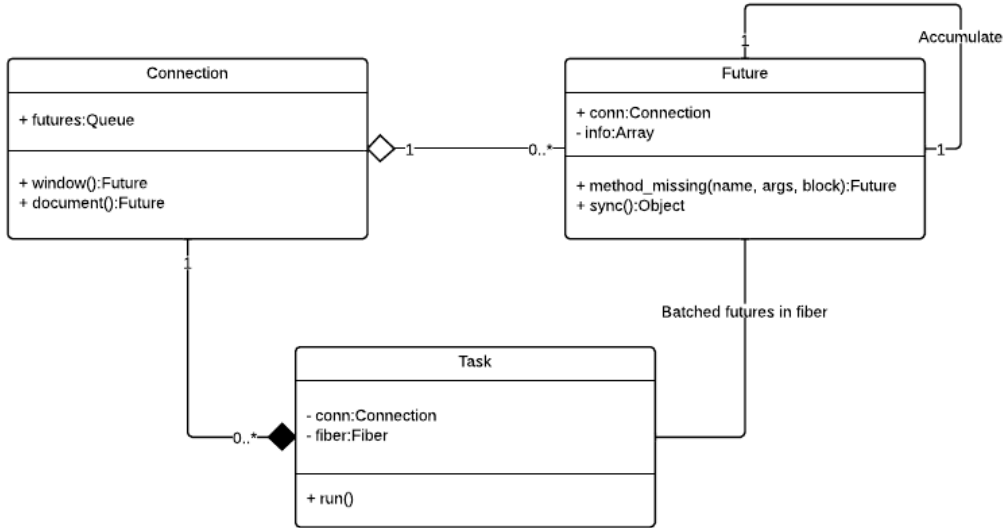 Connection
+ futures:Queue
+ window():Future
+ document():Future
1
0..*
1
Accumulate
Future
+ conn:Connection
- info:Array
+ method_missing(name, args, block):Future
+ sync():Object
1
1
Batched futures in fiber
Task
- conn:Connection
- fiber:Fiber
+ run()
0..*